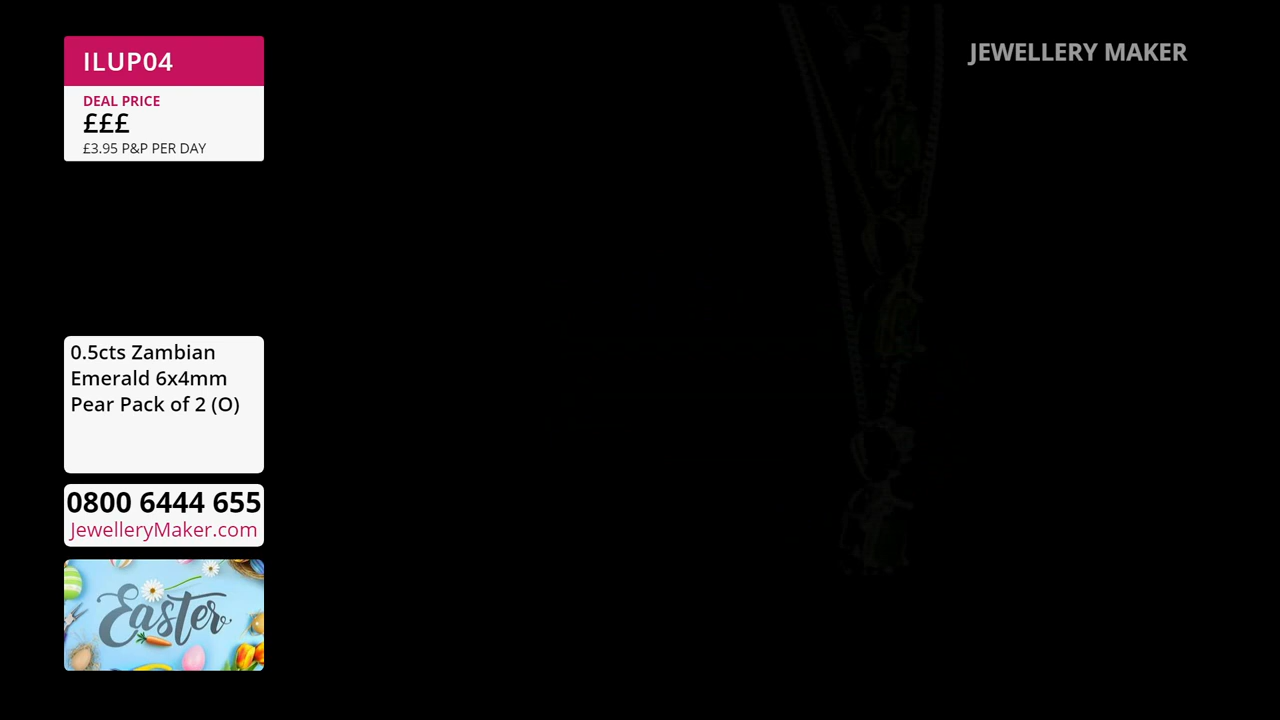 ILUP04
DEAL PRICE
£££
£3.95 P&P PER DAY
JEWELLERY MAKER
0.5cts Zambian
Emerald 6x4mm
Pear Pack of 2 (O)
0800 6444 655
JewelleryMaker.com
Easter